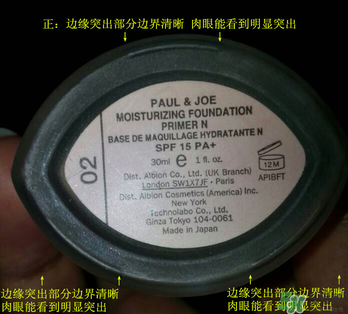 正：边缘突出部分边界清晰 肉眼能看到明显突出
PAUL & JOE
MOISTURIZING FOUNDATION
PRIMER N
BASE DE MAQUILLAGE HYDRATANTE N
SPF 15 PA+
30ml e 1 fl. oz.
Dist. Albion Co., Ltd. (UK Branch)
London SW1X7JF - Paris
Dist. Albion Cosmetics (America) Inc.
New York
Technolabo Co., Ltd.
Ginza Tokyo 104-0061
Made in Japan
02
12M
APIBFT
边缘突出部分边界清晰
肉眼能看到明显突出
边缘突出部分边界清晰
肉眼能看到明显突出